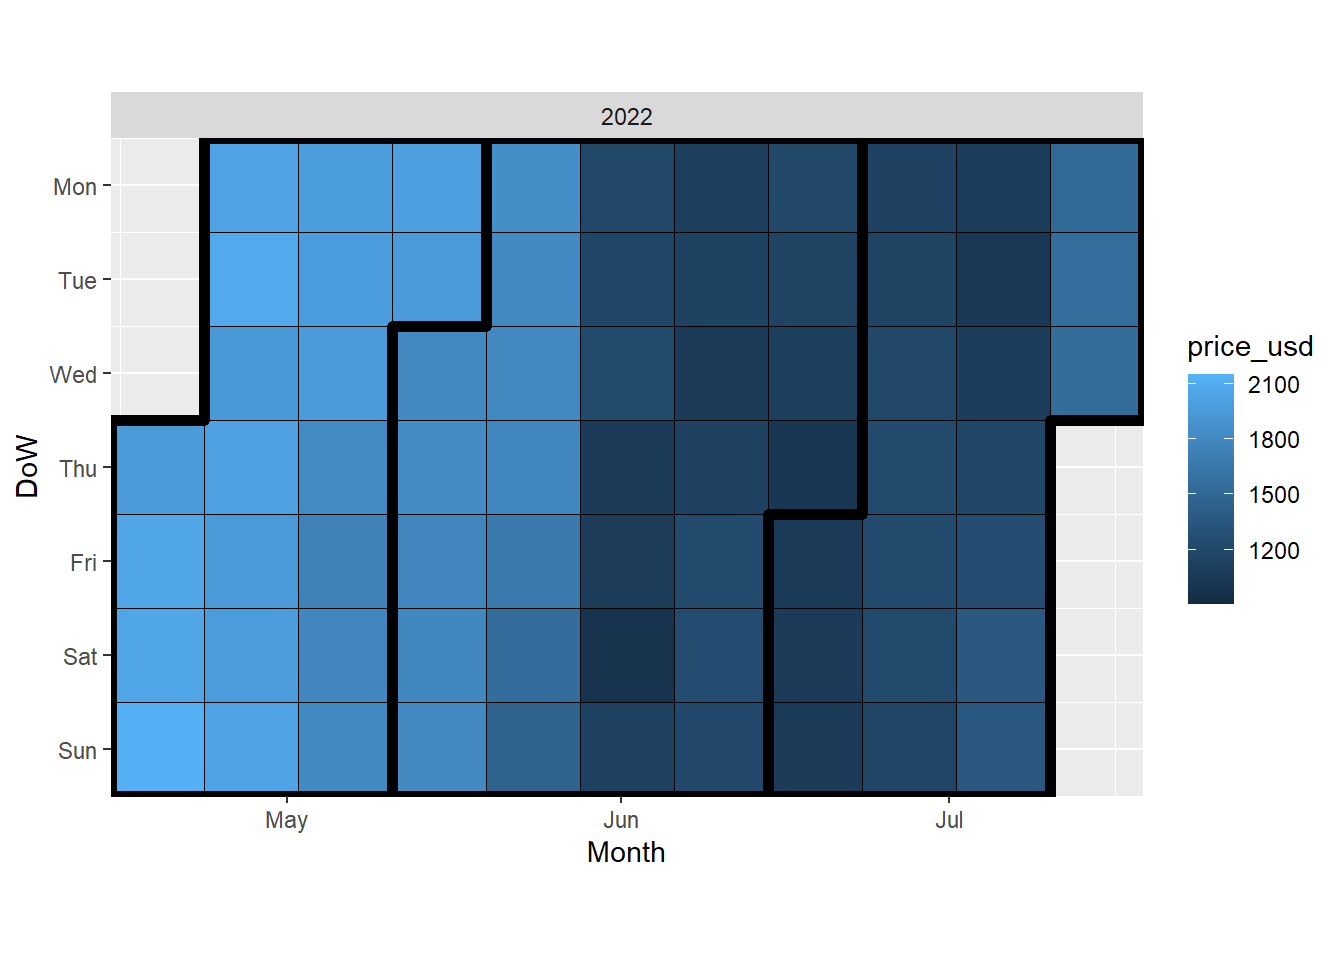 2022
Mon
Tue
Wed
Thu
Fri
Sat
Sun
DoW
May Jun Jul
Month
price_usd
2100
1800
1500
1200